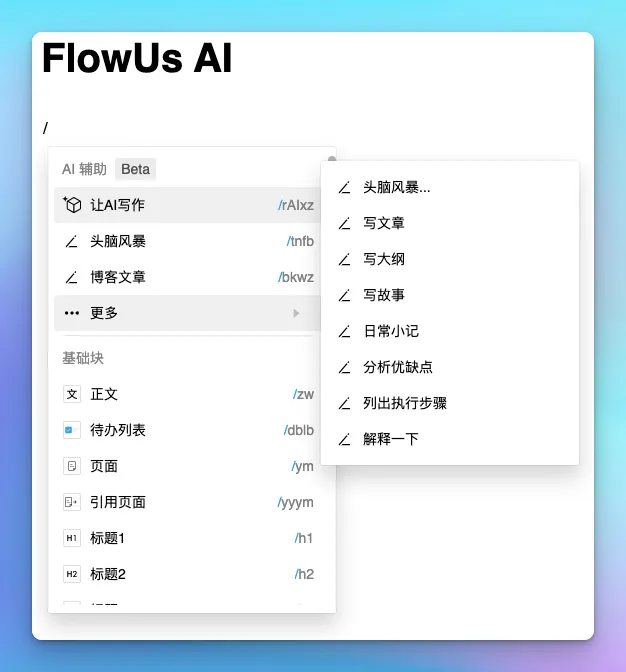 FlowUs AI
/
AI 辅助 Beta
让AI写作 /rAIxz
头脑风暴 /tnfb
博客文章 /bkwz
更多
基础块
正文 /zw
待办列表 /dblb
页面 /ym
引用页面 /yyym
标题1 /h1
标题2 /h2
头脑风暴...
写文章
写大纲
写故事
日常小记
分析优缺点
列出执行步骤
解释一下